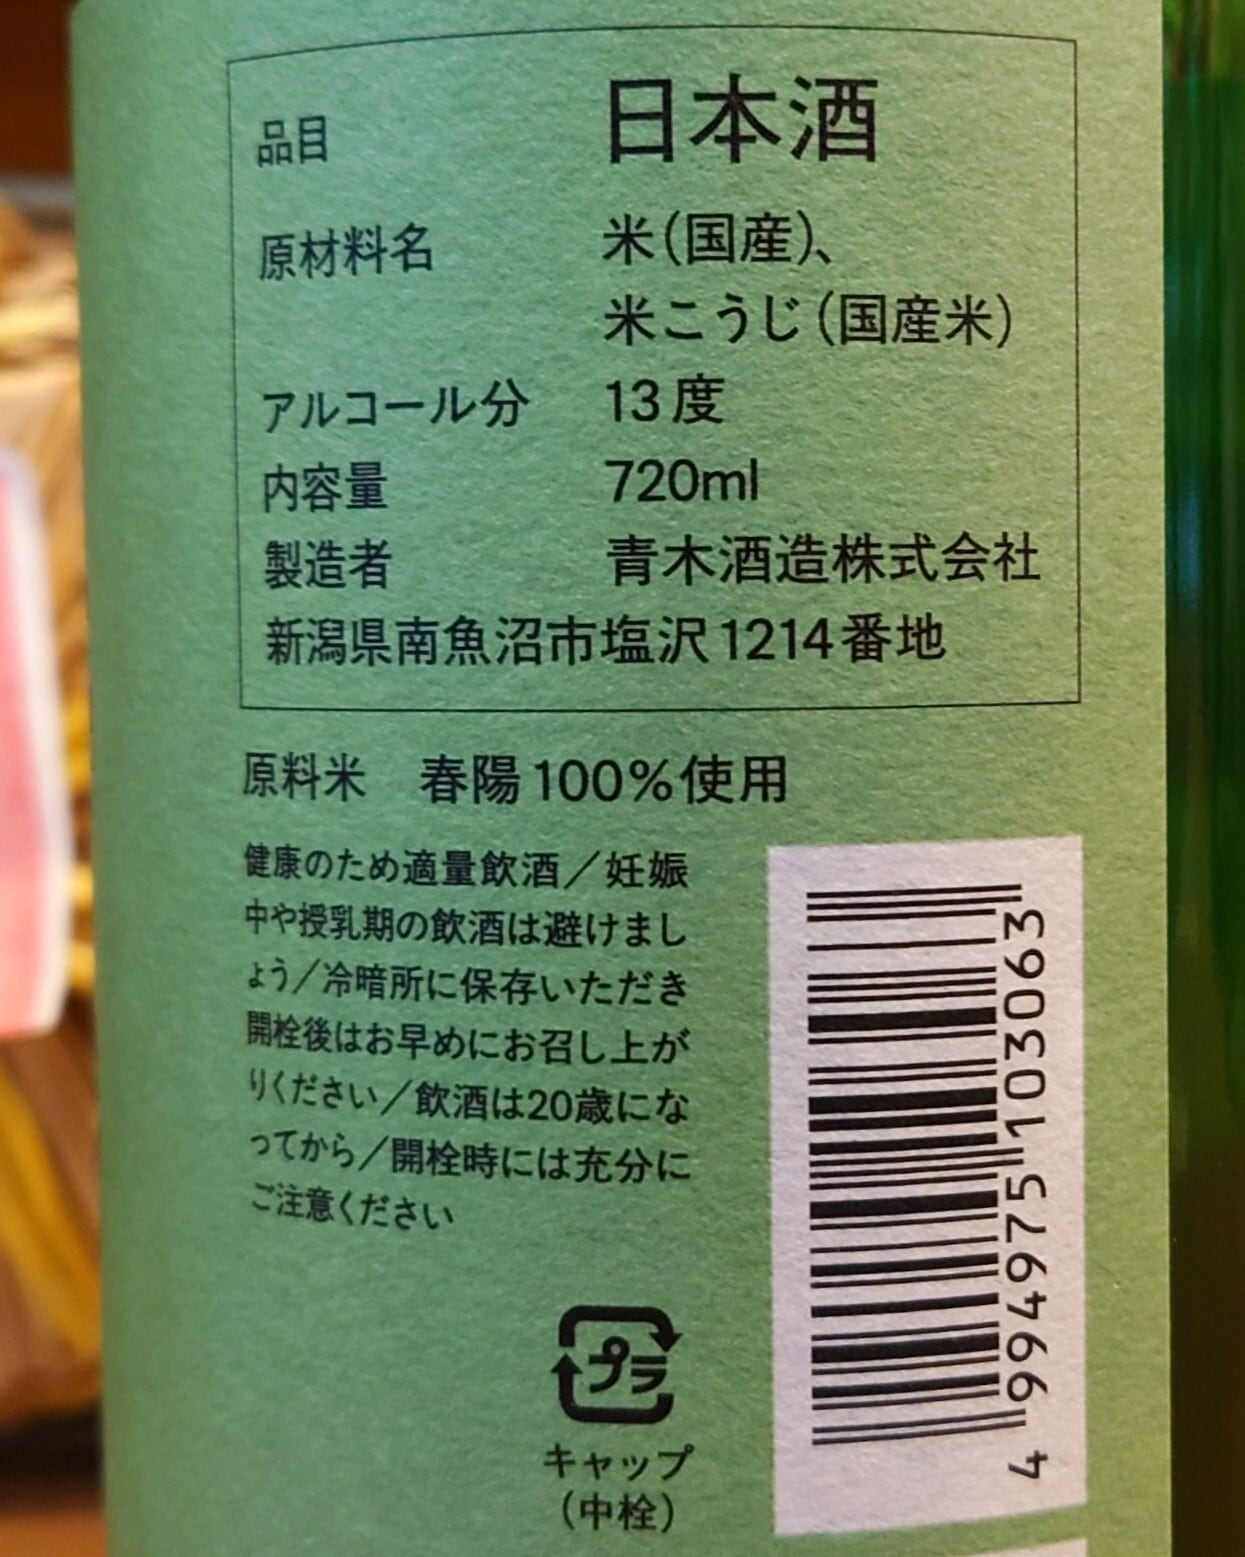 品目 日本酒
原材料名 米(国産)、
米こうじ(国産米)
アルコール分 13度
内容量 720ml
製造者 青木酒造株式会社
新潟県南魚沼市塩沢1214番地
原料米 春陽100%使用
健康のため適量飲酒/妊娠
中や授乳期の飲酒は避けまし
ょう/冷暗所に保存いただき
開栓後はお早めにお召し上が
りください/飲酒は20歳にな
ってから/開栓時には充分に
ご注意ください
プラ
キャップ
(中栓)
4 994975 103063